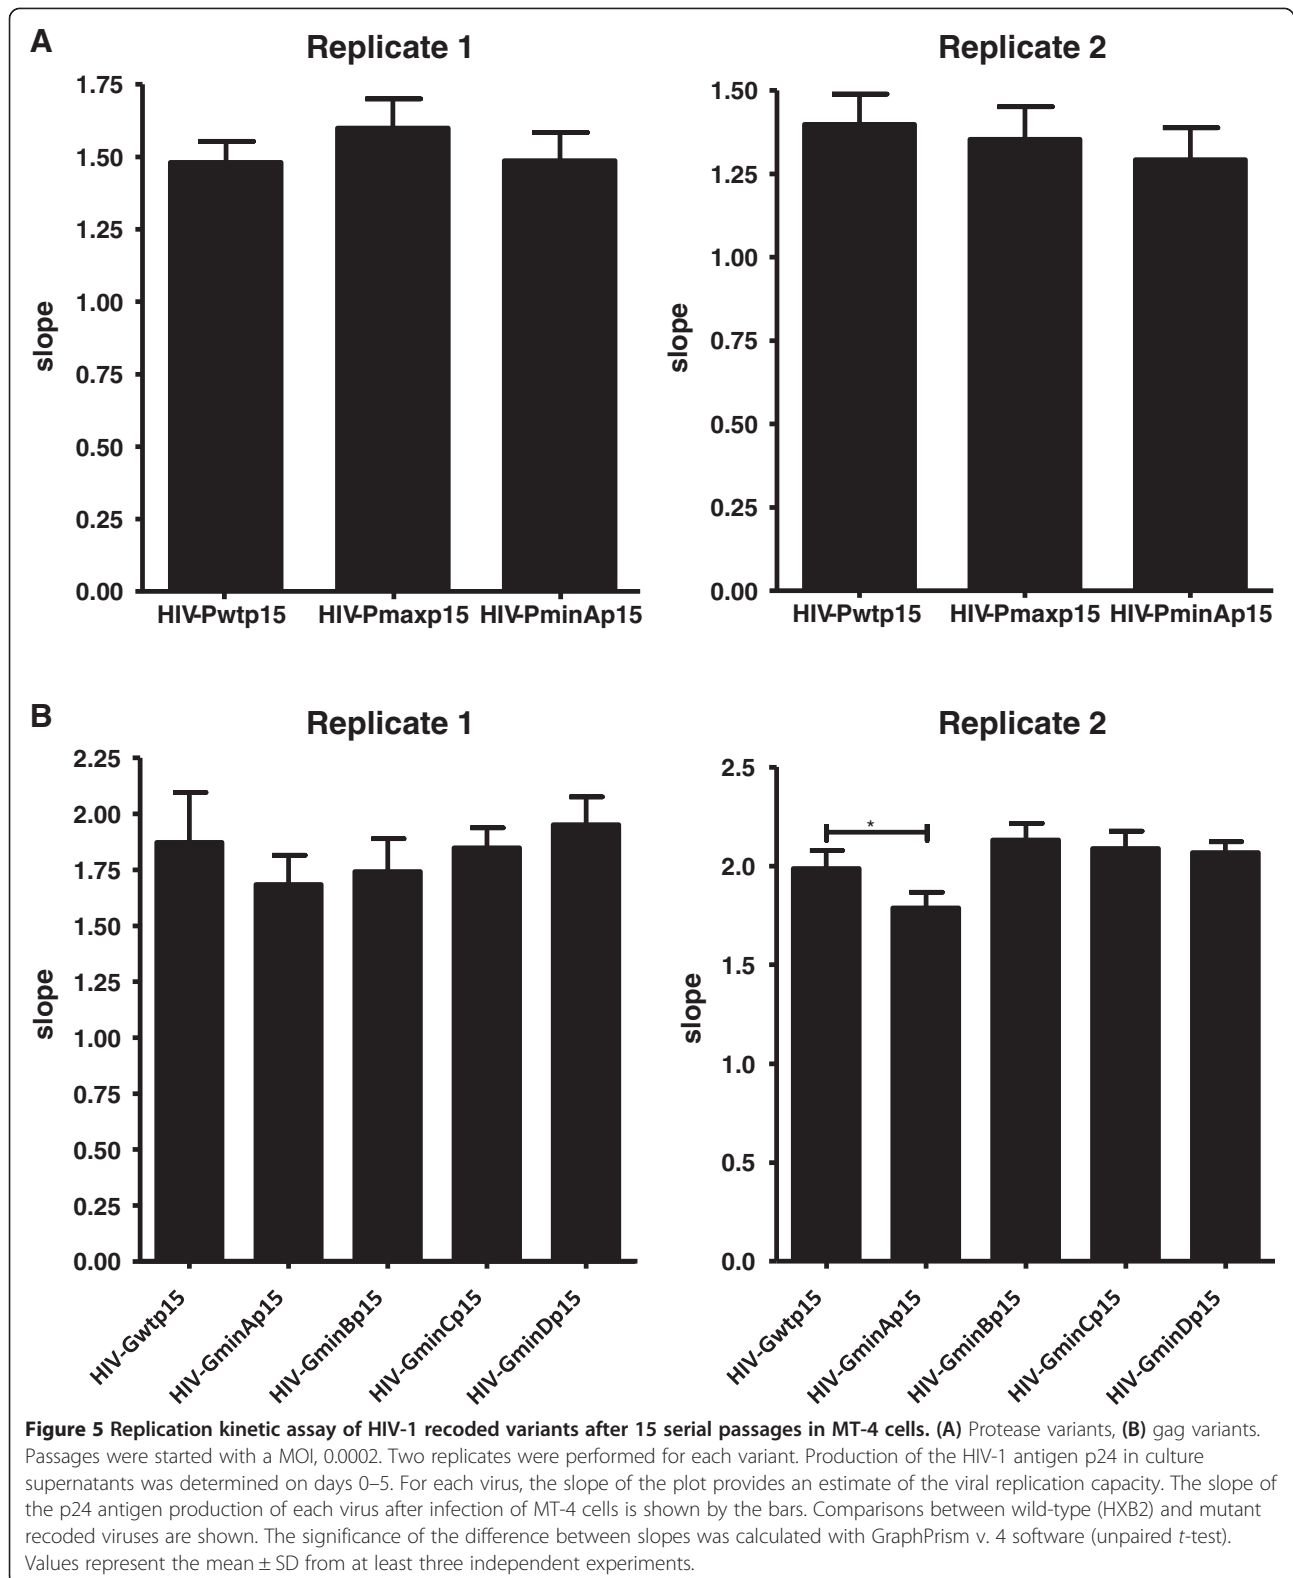 A
Replicate 1
Replicate 2
1.75
1.50
1.25
1.00
0.75
0.50
0.25
0.00
slope
HIV-Pwtp15
HIV-Pmaxp15
HIV-PminAp15
1.50
1.25
1.00
0.75
0.50
0.25
0.00
slope
HIV-Pwtp15
HIV-Pmaxp15
HIV-PminAp15
B
Replicate 1
Replicate 2
2.25
2.00
1.75
1.50
1.25
1.00
0.75
0.50
0.25
0.00
slope
HIV-Gwtp15
HIV-GminAp15
HIV-GminBp15
HIV-GminCp15
HIV-GminDp15
2.5
2.0
1.5
1.0
0.5
0.0
slope
*
HIV-Gwtp15
HIV-GminAp15
HIV-GminBp15
HIV-GminCp15
HIV-GminDp15
Figure 5 Replication kinetic assay of HIV-1 recoded variants after 15 serial passages in MT-4 cells. (A) Protease variants, (B) gag variants.
Passages were started with a MOI, 0.0002. Two replicates were performed for each variant. Production of the HIV-1 antigen p24 in culture
supernatants was determined on days 0–5. For each virus, the slope of the plot provides an estimate of the viral replication capacity. The slope of
the p24 antigen production of each virus after infection of MT-4 cells is shown by the bars. Comparisons between wild-type (HXB2) and mutant
recoded viruses are shown. The significance of the difference between slopes was calculated with GraphPrism v. 4 software (unpaired t-test).
Values represent the mean ± SD from at least three independent experiments.